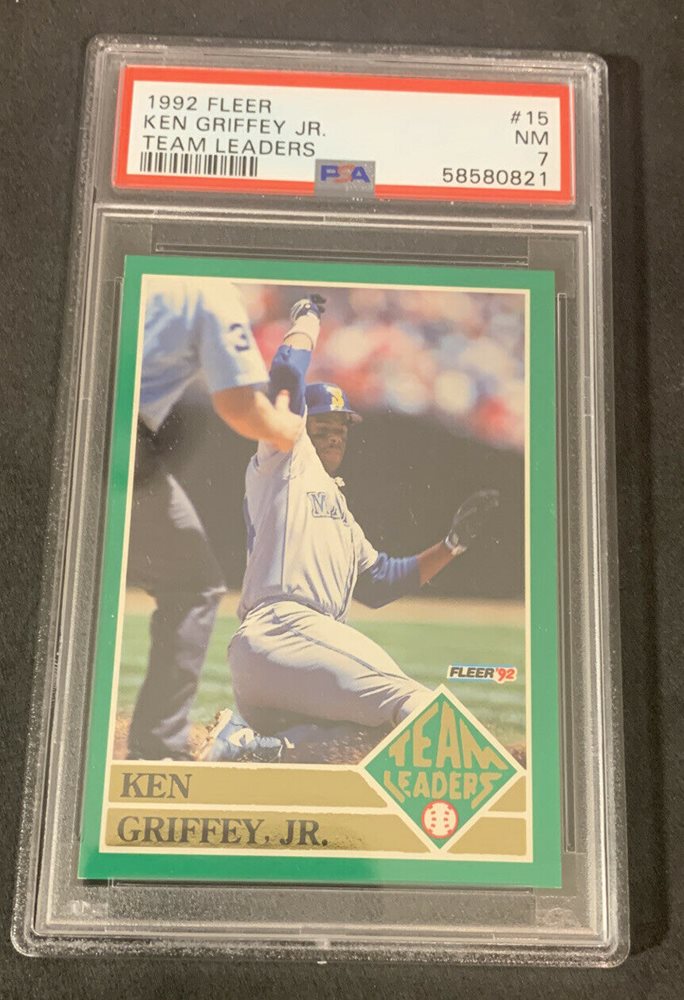 1992 FLEER #15
KEN GRIFFEY JR. NM
TEAM LEADERS 7
PSA 58580821
3
FLEER '92
TEAM
LEADERS
KEN
GRIFFEY, JR.